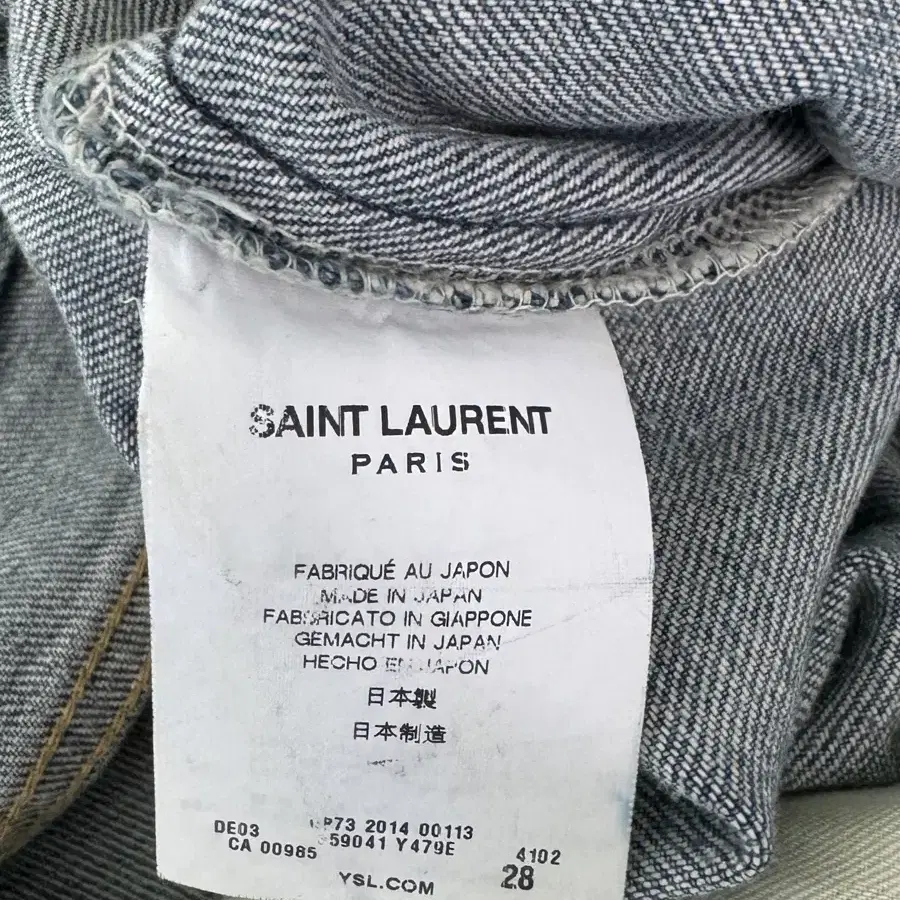 SAINT LAURENT
PARIS
FABRIQUÉ AU JAPON
MADE IN JAPAN
FABBRICATO IN GIAPPONE
GEMACHT IN JAPAN
HECHO EN JAPON
日本製
日本制造
DE03 2014 00113
CA 00985 Y479E
4102
28
YSL.COM